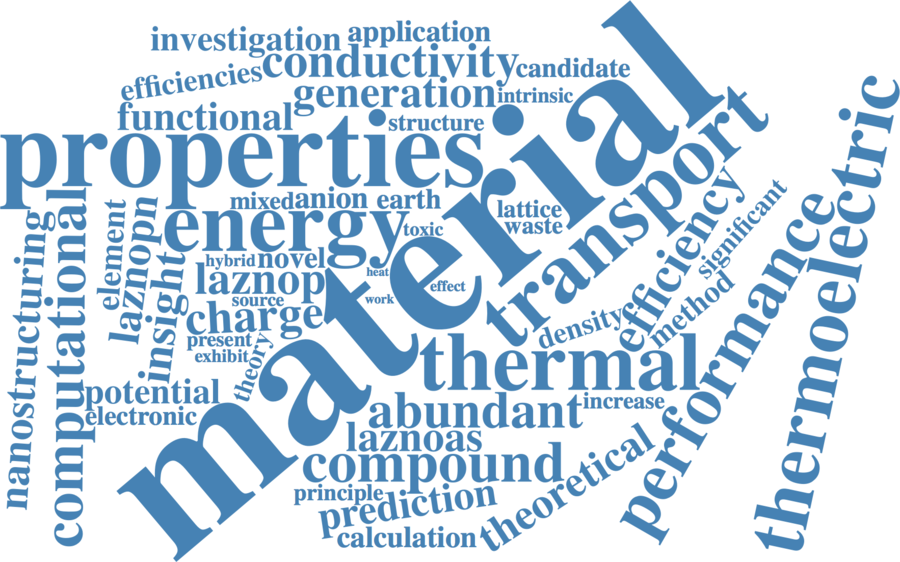 investigation
application
efficiencies
conductivity
candidate
generation
intrinsic
functional
structure
properties
material
transport
thermoelectric
mixed
anion
earth
energy
toxic
lattice
waste
efficiency
significant
performance
nanostructuring
computational
element
laznopn
insight
hybrid
novel
heat
laznop
source
work
effect
charge
present
exhibit
theory
density
method
thermal
potential
electronic
abundant
increase
laznoas
compound
theoretical
principle
prediction
calculation